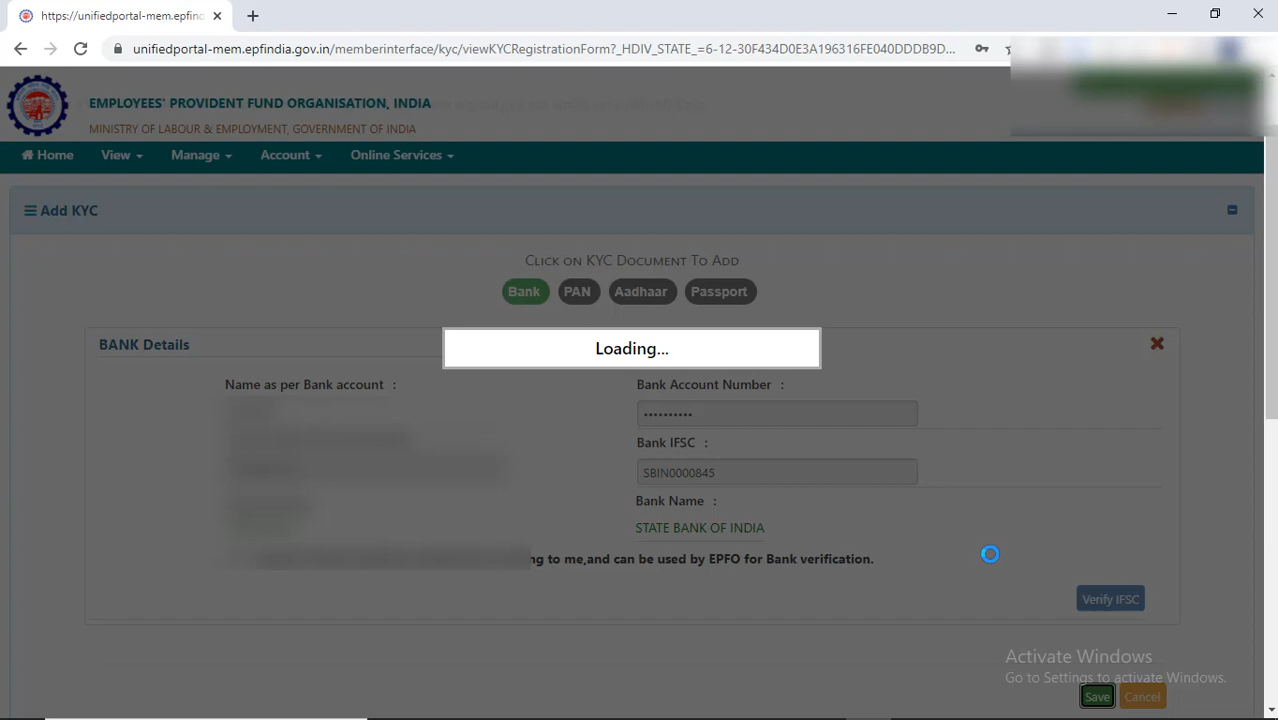 https://unifiedportal-mem.epfind
unifiedportal-mem.epfindia.gov.in/memberinterface/kyc/viewKYCRegistrationForm?_HDIV_STATE_=6-12-30F434D0E3A196316FE040DDDB9D...
EMPLOYEES' PROVIDENT FUND ORGANISATION, INDIA
MINISTRY OF LABOUR & EMPLOYMENT, GOVERNMENT OF INDIA
Home View Manage Account Online Services
Add KYC
CLICK ON KYC DOCUMENT TO ADD
Bank PAN Aadhaar Passport
BANK Details
Loading...
Name as per Bank account :
Bank Account Number :
••••••••••
Bank IFSC :
SBIN0000845
Bank Name :
STATE BANK OF INDIA
to me,and can be used by EPFO for Bank verification.
Verify IFSC
Activate Windows
Go to Settings to activate Windows.
Save Cancel